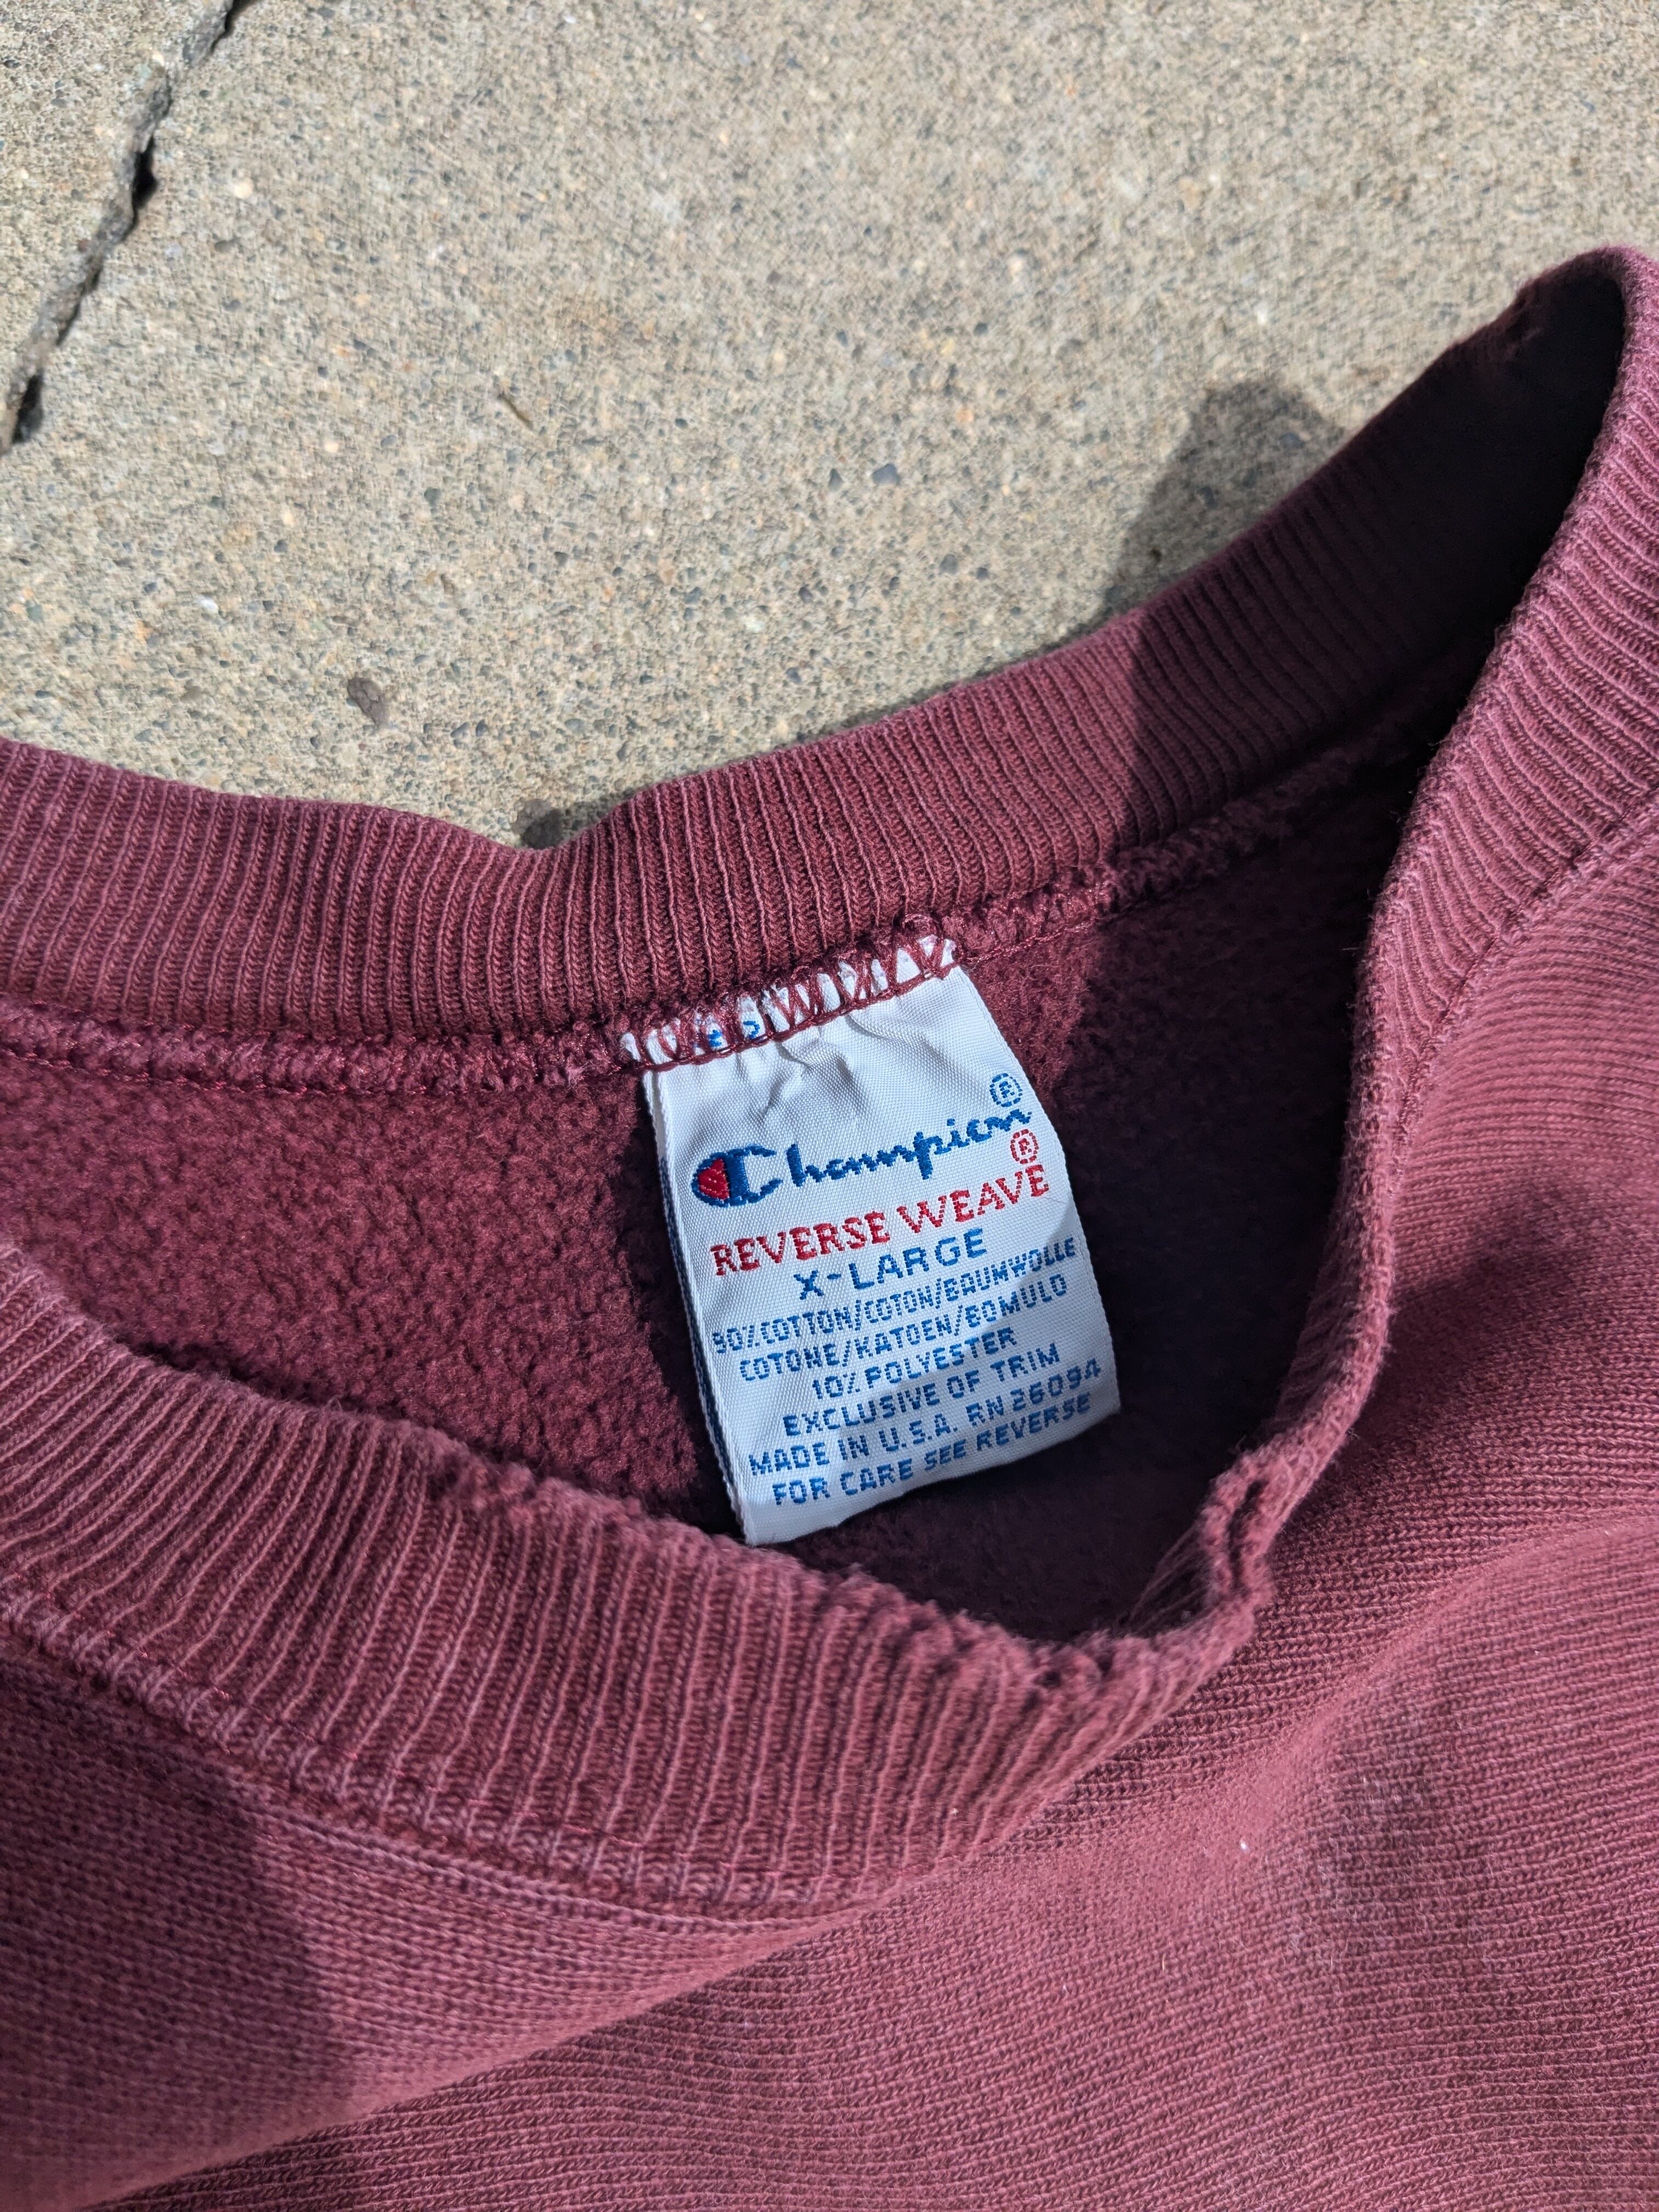 Champion®
REVERSE WEAVE®
X-LARGE
90% COTTON/COTON/BAUMWOLLE
COTONE/KATOEN/BOMULO
10% POLYESTER
EXCLUSIVE OF TRIM
MADE IN U.S.A. RN 26094
FOR CARE SEE REVERSE